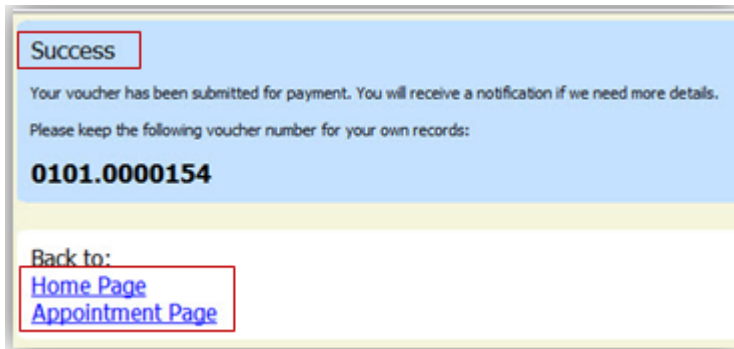 Success
Your voucher has been submitted for payment. You will receive a notification if we need more details.
Please keep the following voucher number for your own records:
0101.0000154
Back to:
Home Page
Appointment Page